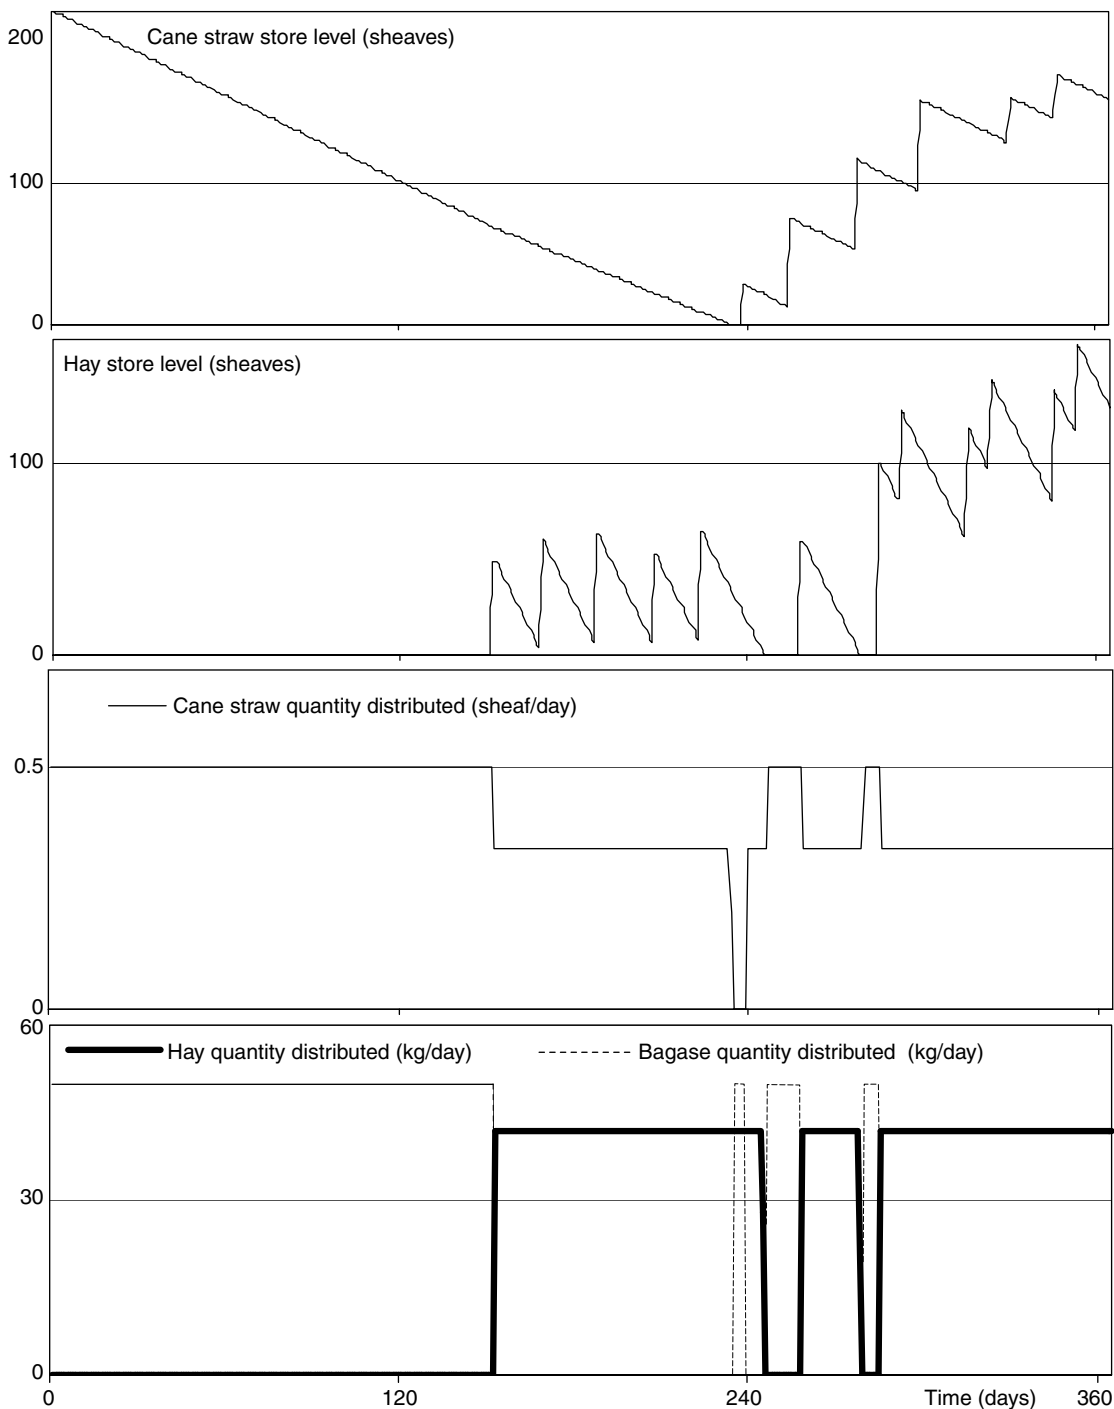 200
Cane straw store level (sheaves)
100
0
Hay store level (sheaves)
100
0
Cane straw quantity distributed (sheaf/day)
0.5
0
60
Hay quantity distributed (kg/day) Bagase quantity distributed (kg/day)
30
0
0 120 240 Time (days) 360